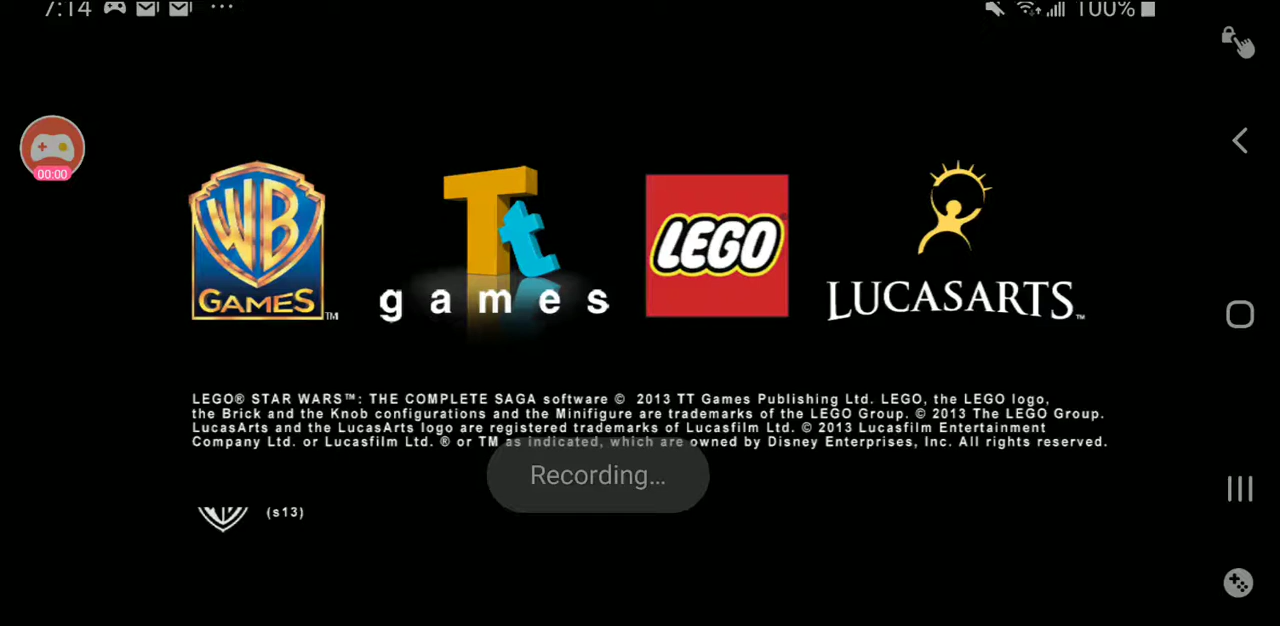 7:14
100%
00:00
WB
GAMES
TM
Tt
games
LEGO
®
LUCASARTS
™
LEGO® STAR WARS™: THE COMPLETE SAGA software © 2013 TT Games Publishing Ltd. LEGO, the LEGO logo,
the Brick and the Knob configurations and the Minifigure are trademarks of the LEGO Group. © 2013 The LEGO Group.
LucasArts and the LucasArts logo are registered trademarks of Lucasfilm Ltd. © 2013 Lucasfilm Entertainment
Company Ltd. or Lucasfilm Ltd. ® or TM as indicated, which are owned by Disney Enterprises, Inc. All rights reserved.
Recording...
(s13)